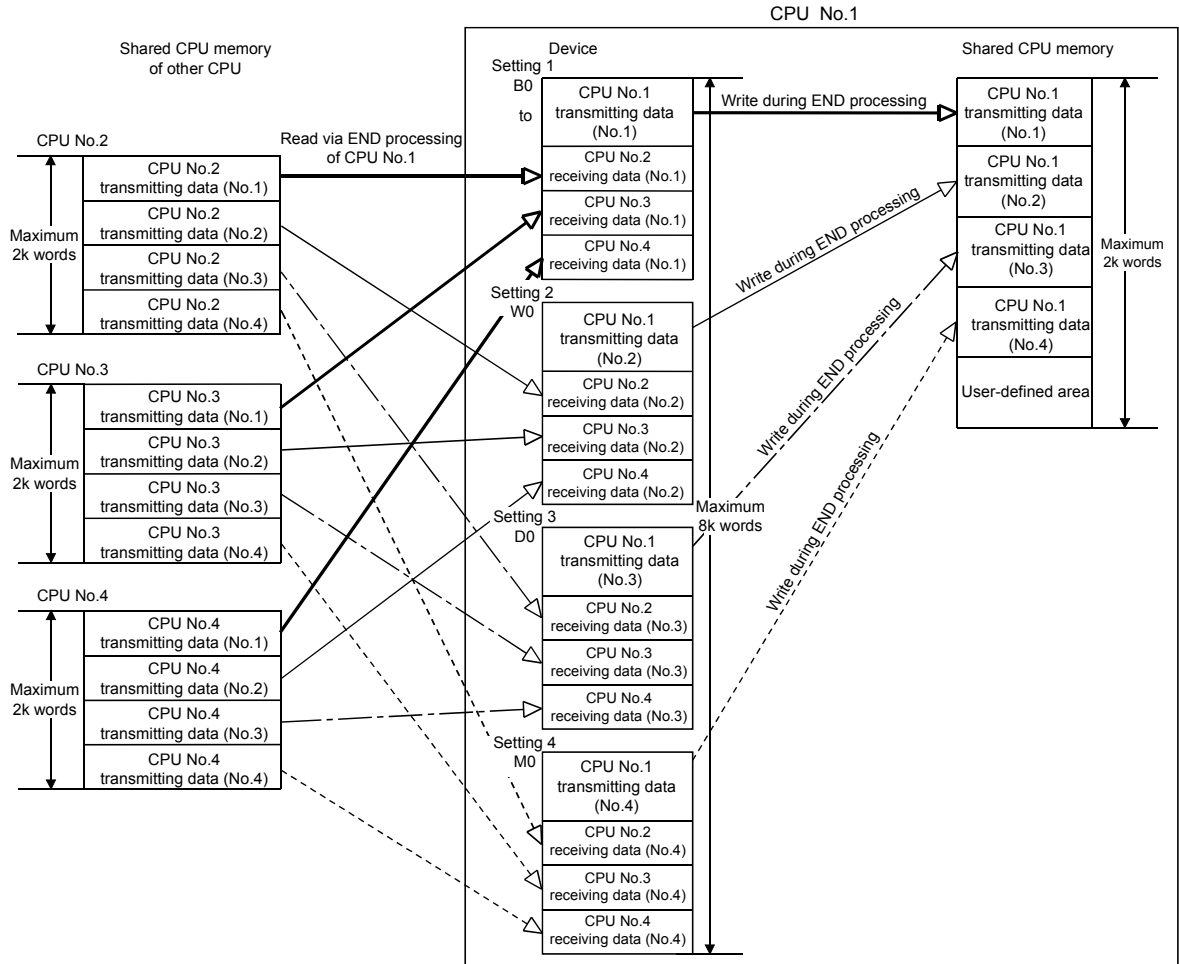 CPU No.1
Shared CPU memory
of other CPU
CPU No.2
Maximum
2k words
CPU No.2
transmitting data (No.1)
CPU No.2
transmitting data (No.2)
CPU No.2
transmitting data (No.3)
CPU No.2
transmitting data (No.4)
CPU No.3
Maximum
2k words
CPU No.3
transmitting data (No.1)
CPU No.3
transmitting data (No.2)
CPU No.3
transmitting data (No.3)
CPU No.3
transmitting data (No.4)
CPU No.4
Maximum
2k words
CPU No.4
transmitting data (No.1)
CPU No.4
transmitting data (No.2)
CPU No.4
transmitting data (No.3)
CPU No.4
transmitting data (No.4)
Read via END processing
of CPU No.1
Device
Setting 1
B0
to
CPU No.1
transmitting data
(No.1)
CPU No.2
receiving data (No.1)
CPU No.3
receiving data (No.1)
CPU No.4
receiving data (No.1)
Setting 2
W0
CPU No.1
transmitting data
(No.2)
CPU No.2
receiving data (No.2)
CPU No.3
receiving data (No.2)
CPU No.4
receiving data (No.2)
Setting 3
D0
CPU No.1
transmitting data
(No.3)
CPU No.2
receiving data (No.3)
CPU No.3
receiving data (No.3)
CPU No.4
receiving data (No.3)
Setting 4
M0
CPU No.1
transmitting data
(No.4)
CPU No.2
receiving data (No.4)
CPU No.3
receiving data (No.4)
CPU No.4
receiving data (No.4)
Maximum
8k words
Write during END processing
Write during END processing
Write during END processing
Write during END processing
Shared CPU memory
CPU No.1
transmitting data
(No.1)
CPU No.1
transmitting data
(No.2)
CPU No.1
transmitting data
(No.3)
CPU No.1
transmitting data
(No.4)
User-defined area
Maximum
2k words